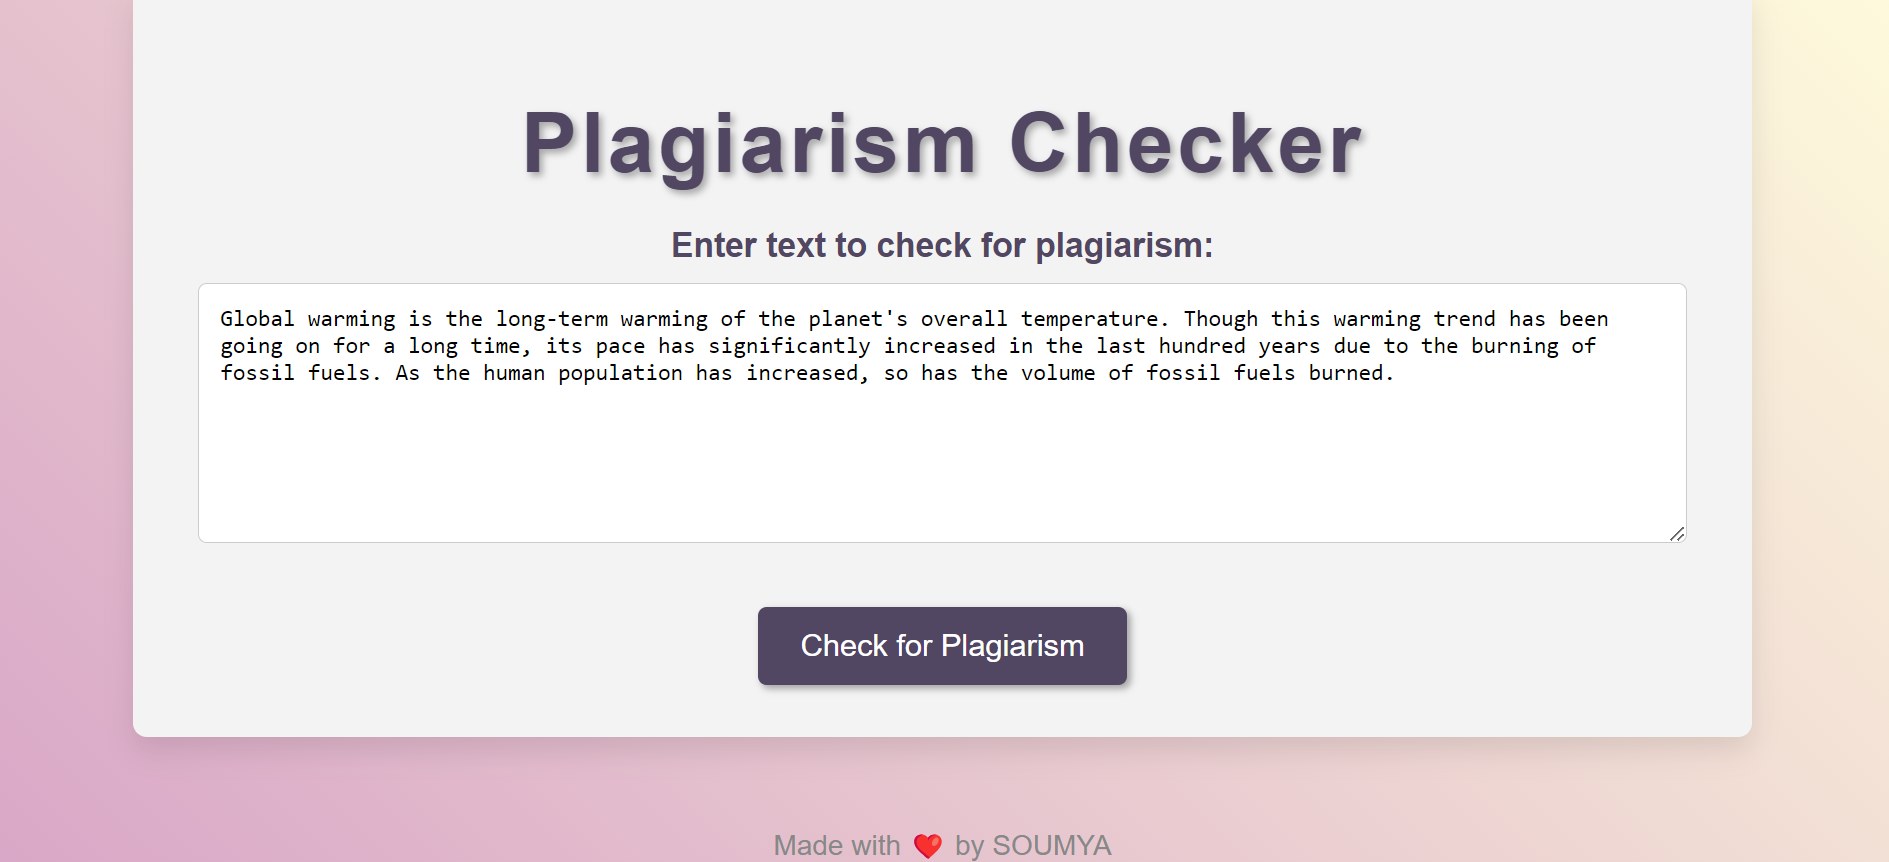 Plagiarism Checker
Enter text to check for plagiarism:
Global warming is the long-term warming of the planet's overall temperature. Though this warming trend has been
going on for a long time, its pace has significantly increased in the last hundred years due to the burning of
fossil fuels. As the human population has increased, so has the volume of fossil fuels burned.
Check for Plagiarism
Made with ❤️ by SOUMYA